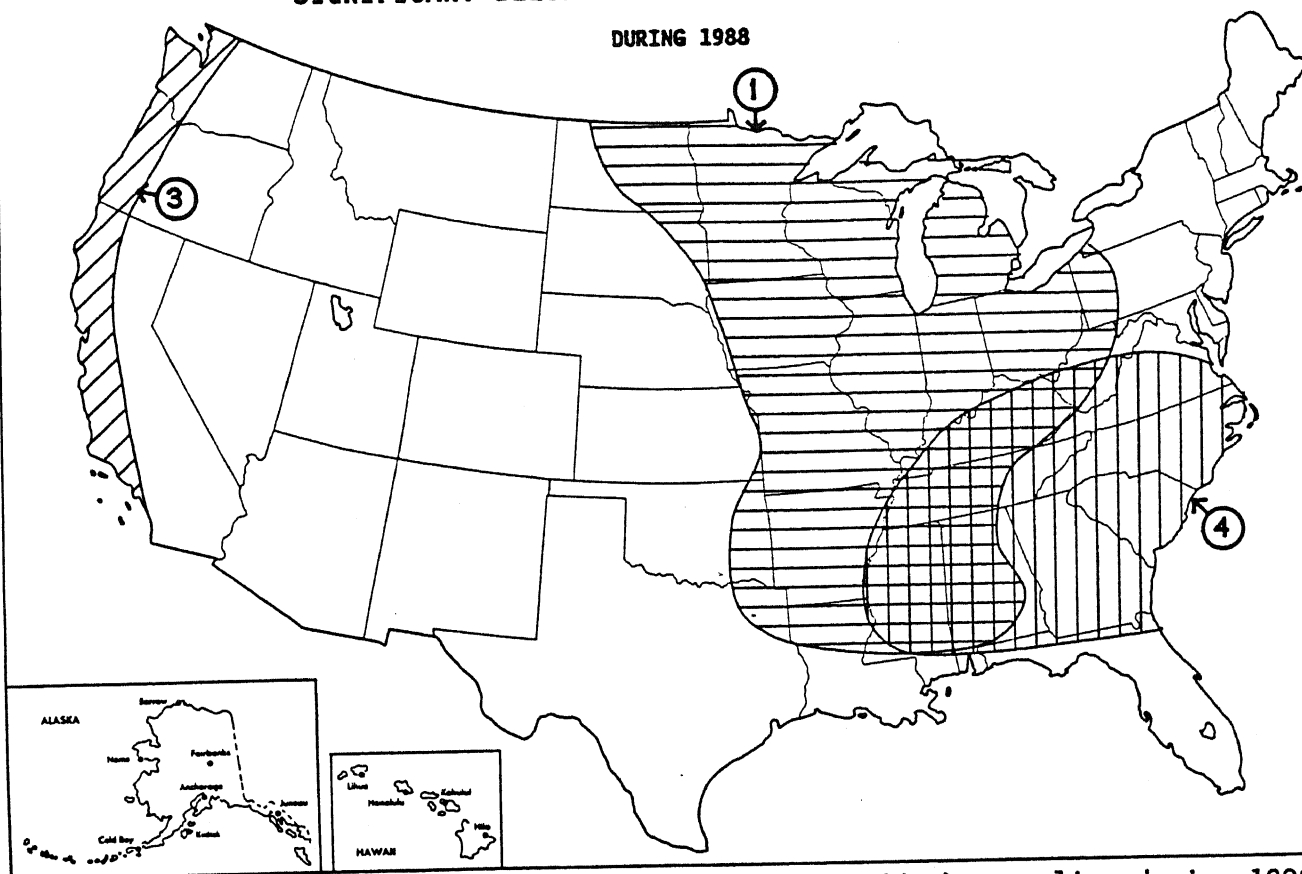 DURING 1988
1
3
4
ALASKA
Barrow
Nome
Fairbanks
Anchorage
Juneau
Cold Bay
Kodiak
Lihue
Honolulu
Kahului
Hilo
HAWAII